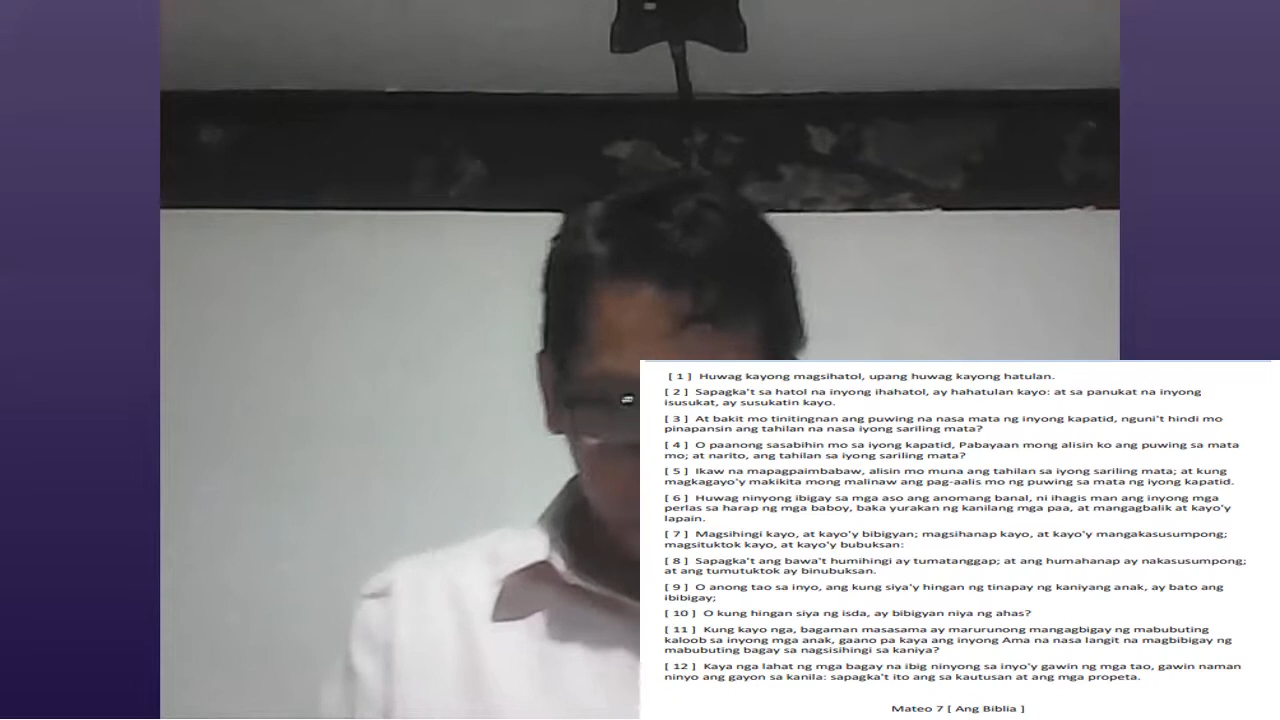 [ 1 ] Huwag kayong magsihatol, upang huwag kayong hatulan.
[ 2 ] Sapagka't sa hatol na inyong ihahatol, ay hahatulan kayo: at sa panukat na inyong
isusukat, ay susukatin kayo.
[ 3 ] At bakit mo tinitingnan ang puwing na nasa mata ng inyong kapatid, nguni't hindi mo
pinapansin ang tahilan na nasa iyong sariling mata?
[ 4 ] O paanong sasabihin mo sa iyong kapatid, Pabayaan mong alisin ko ang puwing sa mata
mo; at narito, ang tahilan sa iyong sariling mata?
[ 5 ] Ikaw na mapagpaimbabaw, alisin mo muna ang tahilan sa iyong sariling mata; at kung
magkagayo'y makikita mong malinaw ang pag-aalis mo ng puwing sa mata ng iyong kapatid.
[ 6 ] Huwag ninyong ibigay sa mga aso ang anomang banal, ni ihagis man ang inyong mga
perlas sa harap ng mga baboy, baka yurakan ng kanilang mga paa, at mangagbalik at kayo'y
lapain.
[ 7 ] Magsihingi kayo, at kayo'y bibigyan; magsihanap kayo, at kayo'y mangakasusumpong;
magsituktok kayo, at kayo'y bubuksan:
[ 8 ] Sapagka't ang bawa't humihingi ay tumatanggap; at ang humahanap ay nakasusumpong;
at ang tumutuktok ay binubuksan.
[ 9 ] O anong tao sa inyo, ang kung siya'y hingan ng tinapay ng kaniyang anak, ay bato ang
ibibigay;
[ 10 ] O kung hingan siya ng isda, ay bibigyan niya ng ahas?
[ 11 ] Kung kayo nga, bagaman masasama ay marurunong mangagbigay ng mabubuting
kaloob sa inyong mga anak, gaano pa kaya ang inyong Ama na nasa langit na magbibigay ng
mabubuting bagay sa nagsisihingi sa kaniya?
[ 12 ] Kaya nga lahat ng mga bagay na ibig ninyong sa inyo'y gawin ng mga tao, gawin naman
ninyo ang gayon sa kanila: sapagka't ito ang sa kautusan at ang mga propeta.
Mateo 7 [ Ang Biblia ]